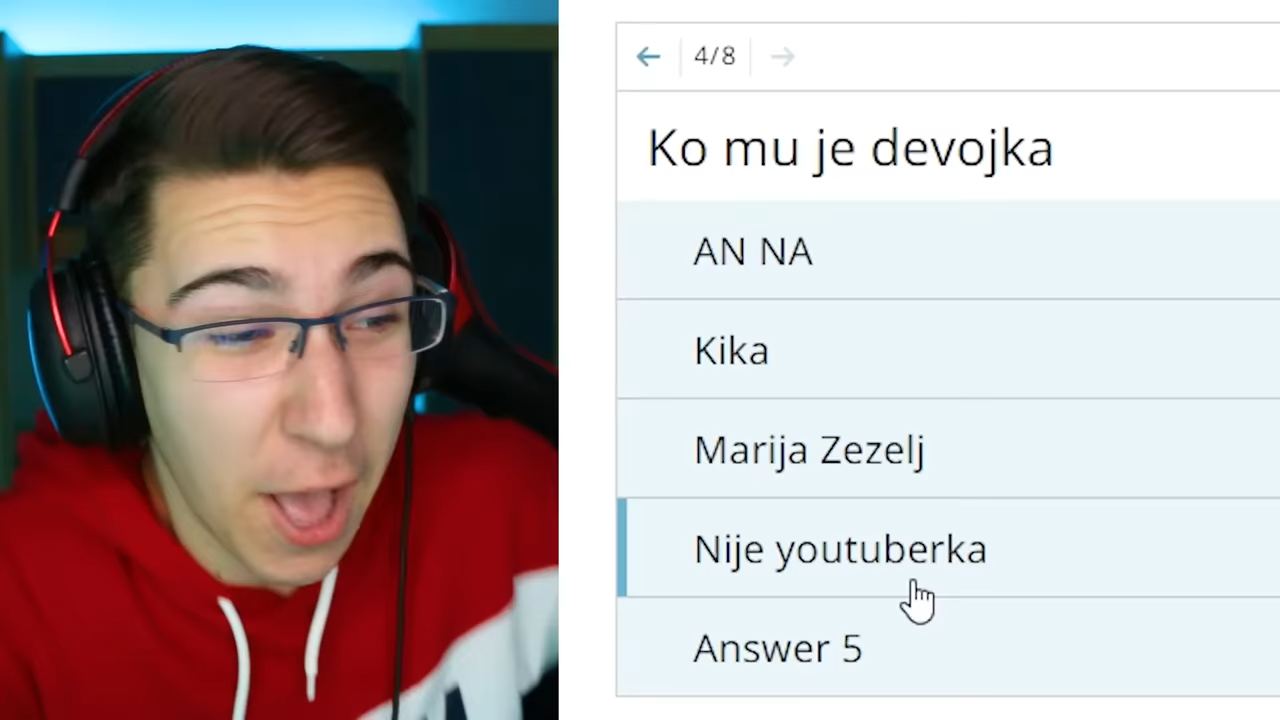 4/8
Ko mu je devojka
AN NA
Kika
Marija Zezelj
Nije youtuberka
Answer 5